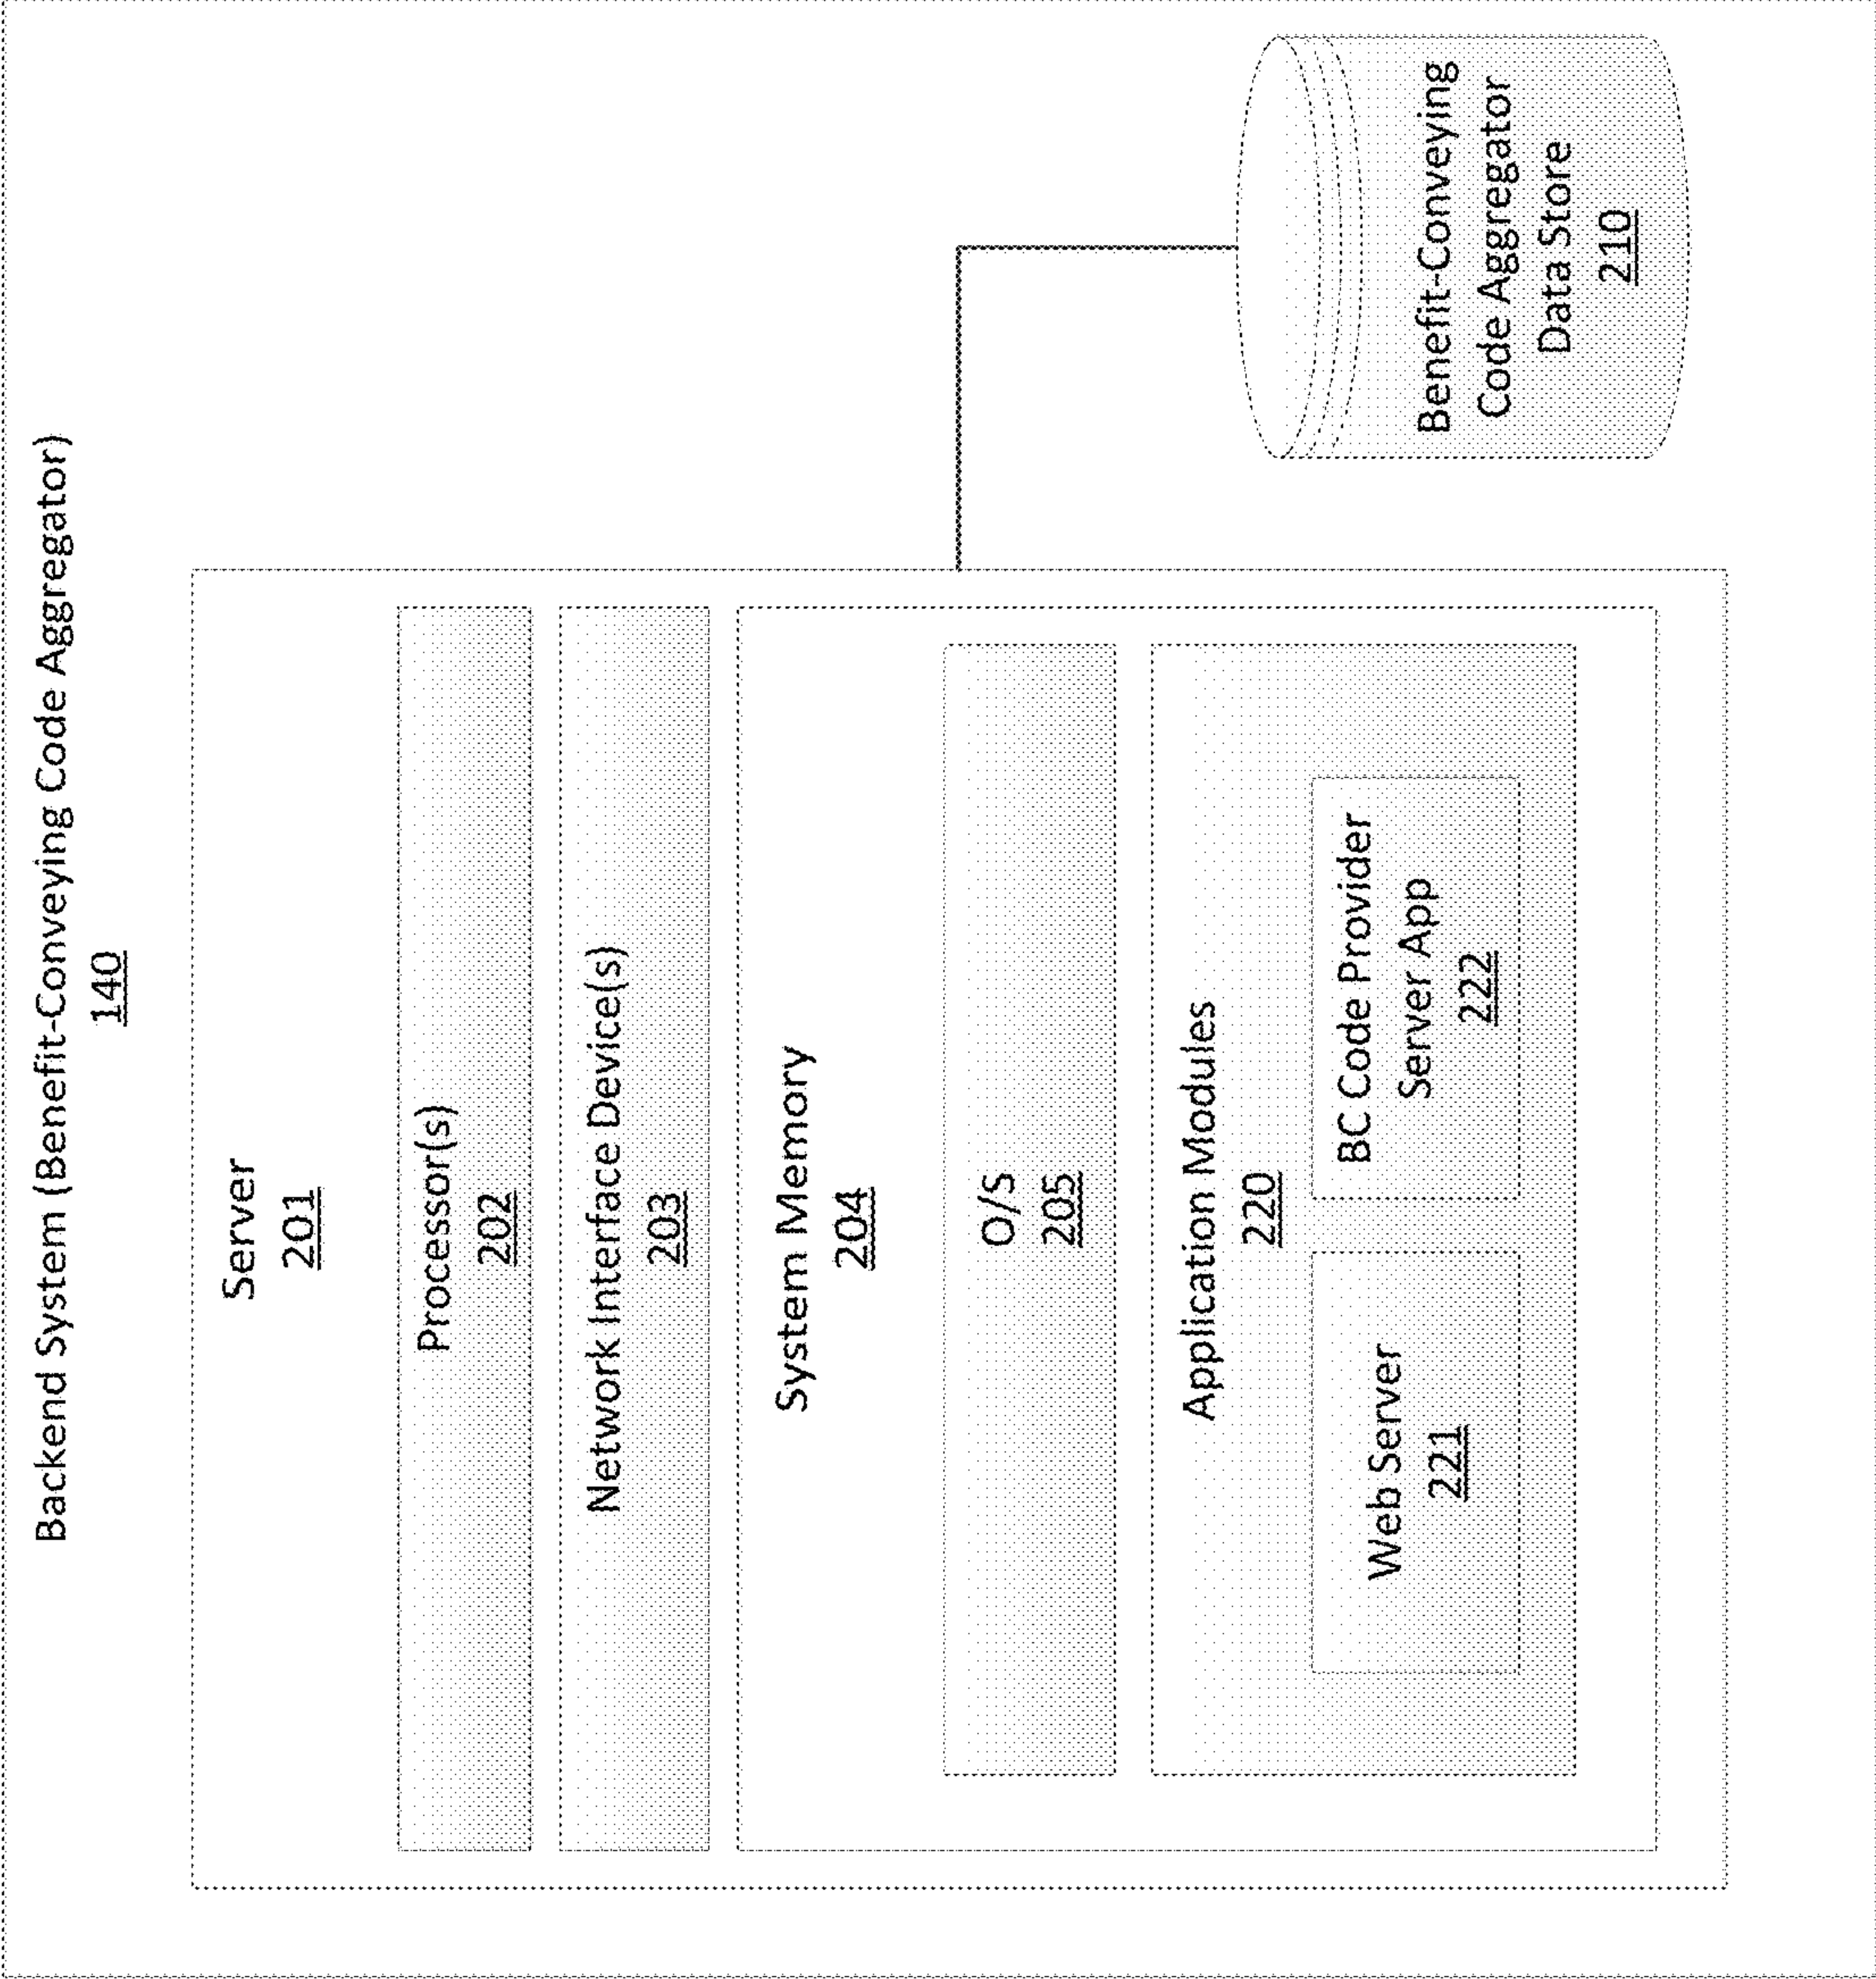 Backend System (Benefit-Conveying Code Aggregator)
140
Server
201
Processor(s)
202
Network Interface Device(s)
203
System Memory
204
O/S
205
Application Modules
220
Web Server
221
BC Code Provider
Server App
222
Benefit-Conveying
Code Aggregator
Data Store
210